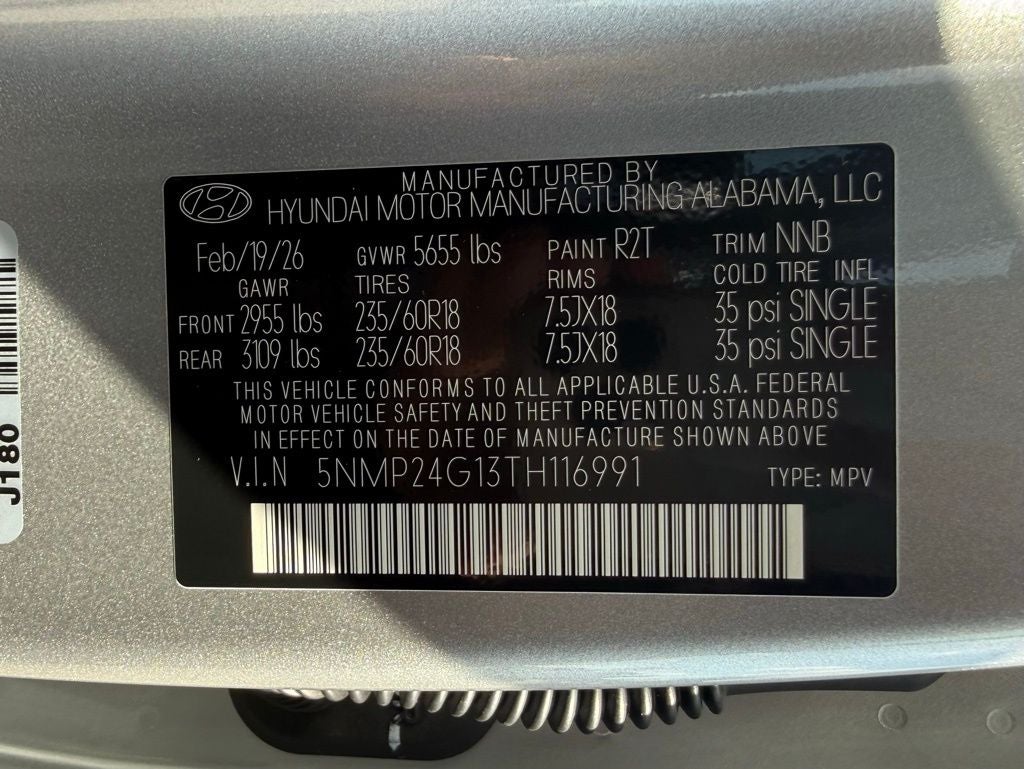 MANUFACTURED BY
HYUNDAI MOTOR MANUFACTURING ALABAMA, LLC
Feb/19/26 GVWR 5655 lbs PAINT R2T TRIM NNB
GAWR TIRES RIMS COLD TIRE INFL
FRONT 2955 lbs 235/60R18 7.5JX18 35 psi SINGLE
REAR 3109 lbs 235/60R18 7.5JX18 35 psi SINGLE
THIS VEHICLE CONFORMS TO ALL APPLICABLE U.S.A. FEDERAL
MOTOR VEHICLE SAFETY AND THEFT PREVENTION STANDARDS
IN EFFECT ON THE DATE OF MANUFACTURE SHOWN ABOVE
V.I.N 5NMP24G13TH116991 TYPE: MPV
J180